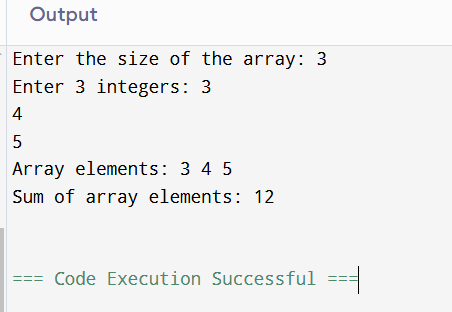 Output
Enter the size of the array: 3
Enter 3 integers: 3
4
5
Array elements: 3 4 5
Sum of array elements: 12
=== Code Execution Successful ===